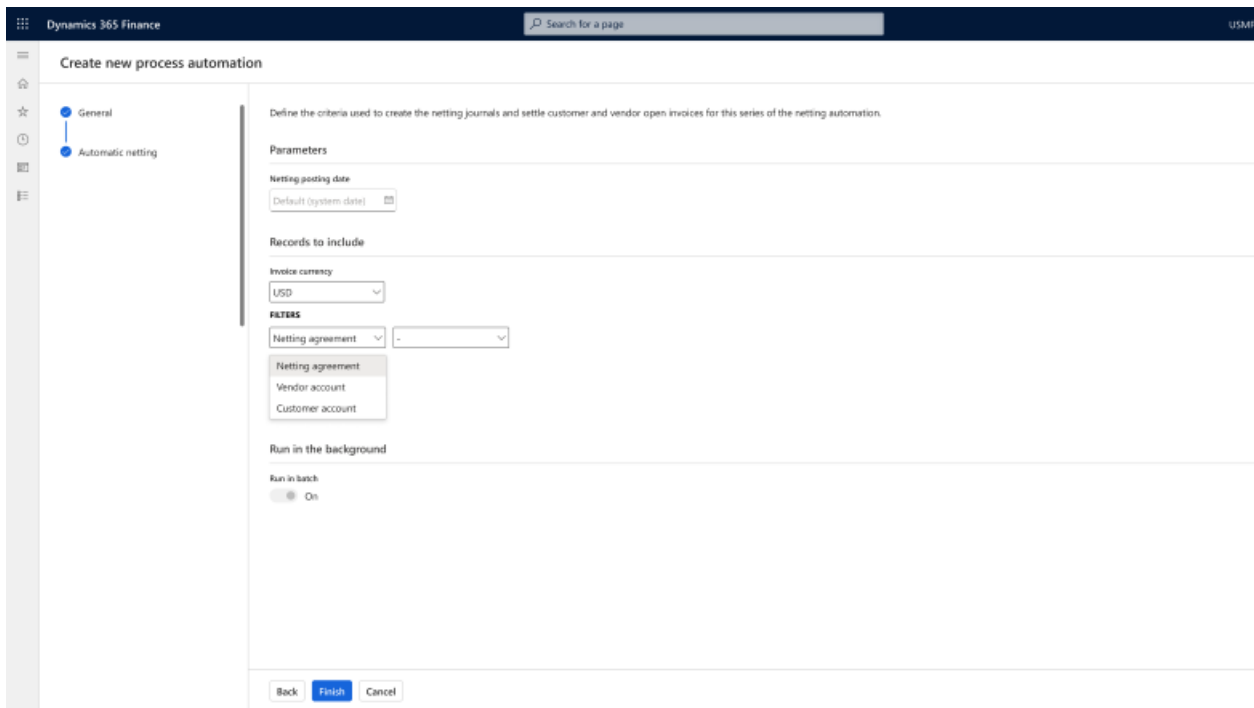 Dynamics 365 Finance
Search for a page
USMF
Create new process automation
General
Automatic netting
Define the criteria used to create the netting journals and settle customer and vendor open invoices for this series of the netting automation.
Parameters
Netting posting date
Default (system date)
Records to include
Invoice currency
USD
FILTERS
Netting agreement
-
Netting agreement
Vendor account
Customer account
Run in the background
Run in batch
On
Back Finish Cancel